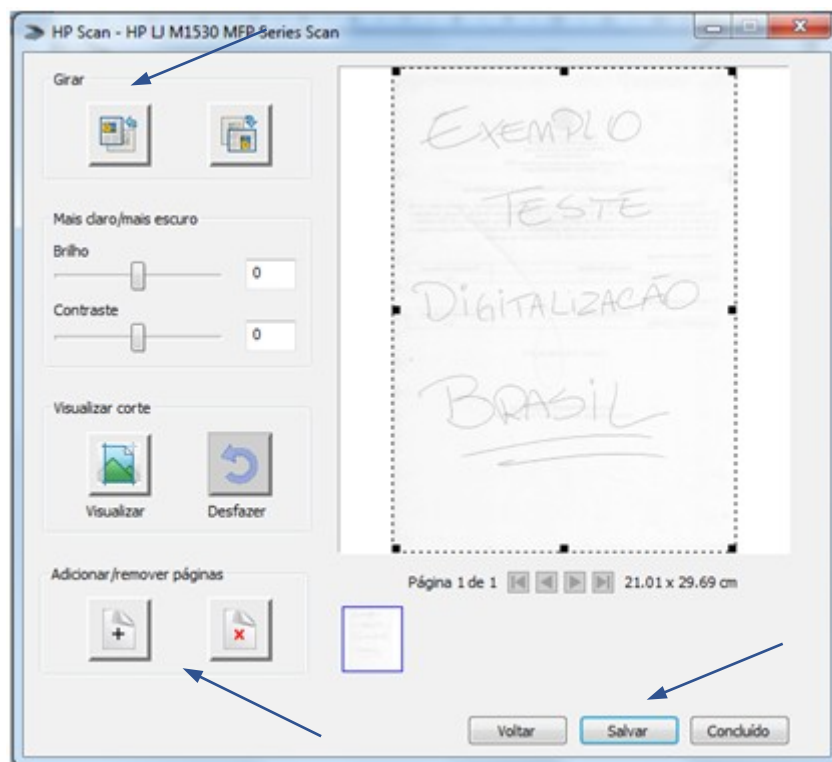 HP Scan - HP LJ M1530 MFP Series Scan
Girar
Mais claro/mais escuro
Brilho
0
Contraste
0
Visualizar corte
Visualizar
Desfazer
Adicionar/remover páginas
EXEMPLO
TESTE
DIGITALIZAÇÃO
BRASIL
Página 1 de 1
21.01 x 29.69 cm
Voltar
Salvar
Concluído